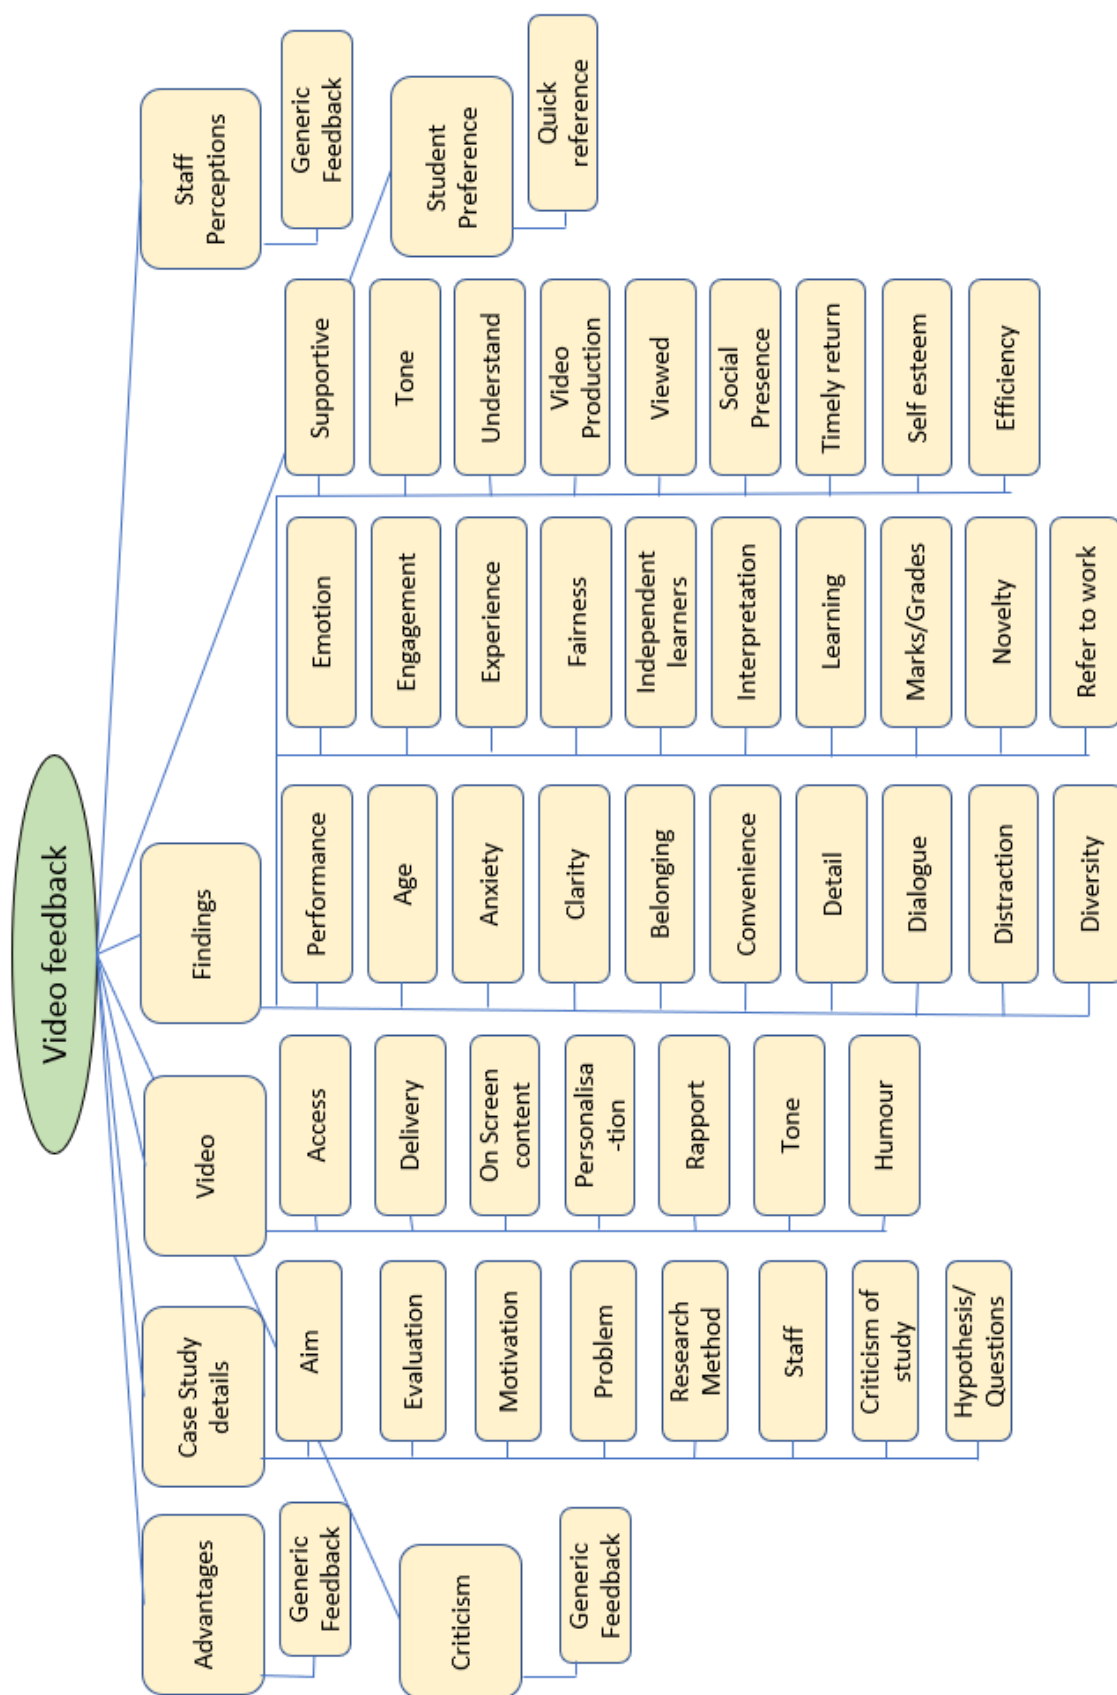 Video feedback
Advantages
Generic
Feedback
Criticism
Generic
Feedback
Case Study
details
Aim
Evaluation
Motivation
Problem
Research
Method
Staff
Criticism of
study
Hypothesis/
Questions
Video
Access
Delivery
On Screen
content
Personalisa
-tion
Rapport
Tone
Humour
Findings
Performance
Age
Anxiety
Clarity
Belonging
Convenience
Detail
Dialogue
Distraction
Diversity
Emotion
Engagement
Experience
Fairness
Independent
learners
Interpretation
Learning
Marks/Grades
Novelty
Refer to work
Supportive
Tone
Understand
Video
Production
Viewed
Social
Presence
Timely return
Self esteem
Efficiency
Staff
Perceptions
Generic
Feedback
Student
Preference
Quick
reference